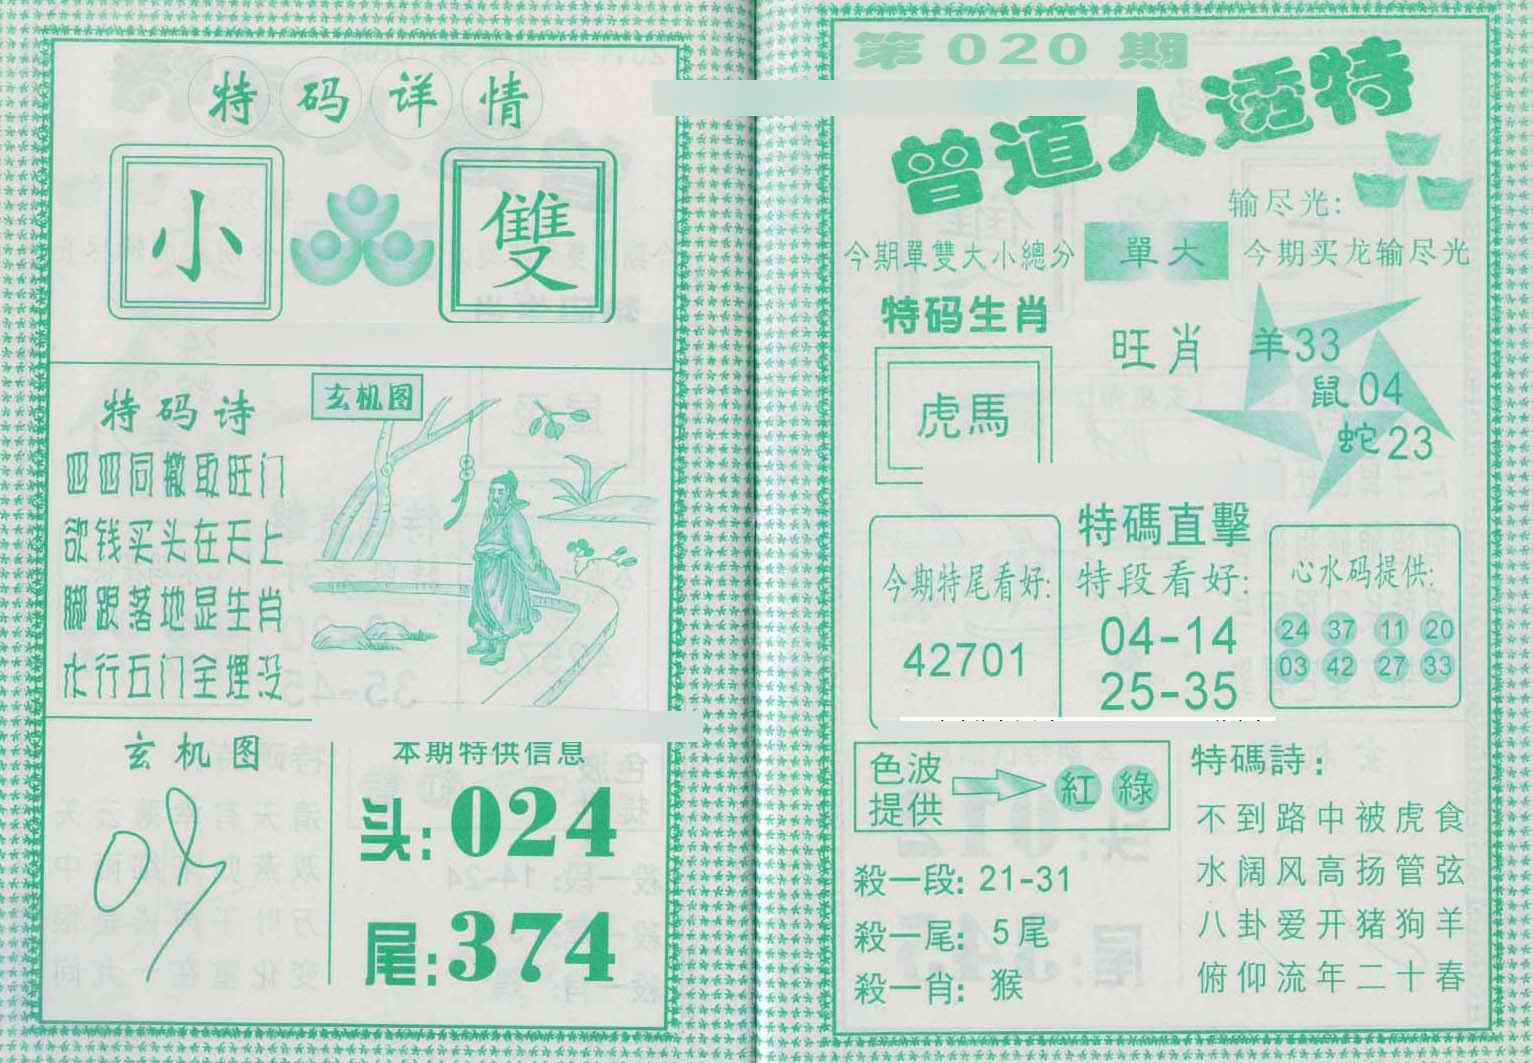 特码详情
小
雙
特码诗
四四同撤取旺门
欲钱买头在天上
脚跟落地显生肖
水行五门全埋没
玄机图
玄机图
本期特供信息
头:024
尾:374
第020期
曾道人透特
输尽光:
今期單雙大小總分
單大
今期买龙输尽光
特码生肖
虎馬
旺肖
羊33
鼠04
蛇23
今期特尾看好:
42701
特碼直擊
特段看好:
04-14
25-35
心水码提供:
24 37 11 20
03 42 27 33
色波
提供
紅 綠
殺一段: 21-31
殺一尾: 5尾
殺一肖: 猴
特碼詩:
不到路中被虎食
水阔风高扬管弦
八卦爱开猪狗羊
俯仰流年二十春